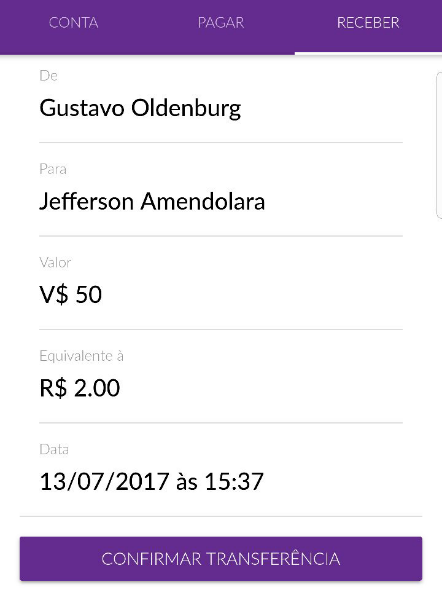 CONTA PAGAR RECEBER
De
Gustavo Oldenburg
Para
Jefferson Amendolara
Valor
V$ 50
Equivalente à
R$ 2.00
Data
13/07/2017 às 15:37
CONFIRMAR TRANSFERÊNCIA